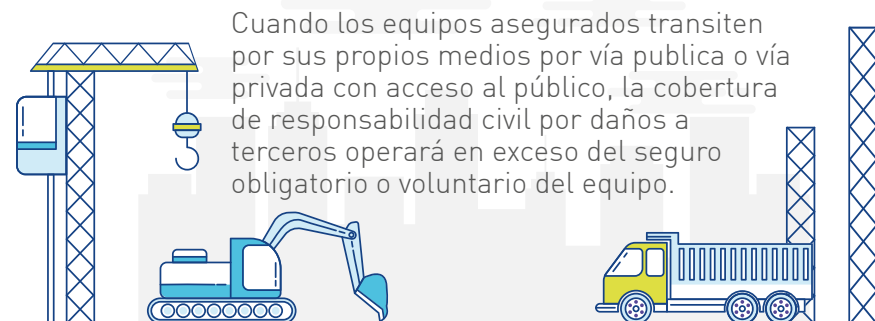 Cuando los equipos asegurados transiten
por sus propios medios por vía publica o vía
privada con acceso al público, la cobertura
de responsabilidad civil por daños a
terceros operará en exceso del seguro
obligatorio o voluntario del equipo.